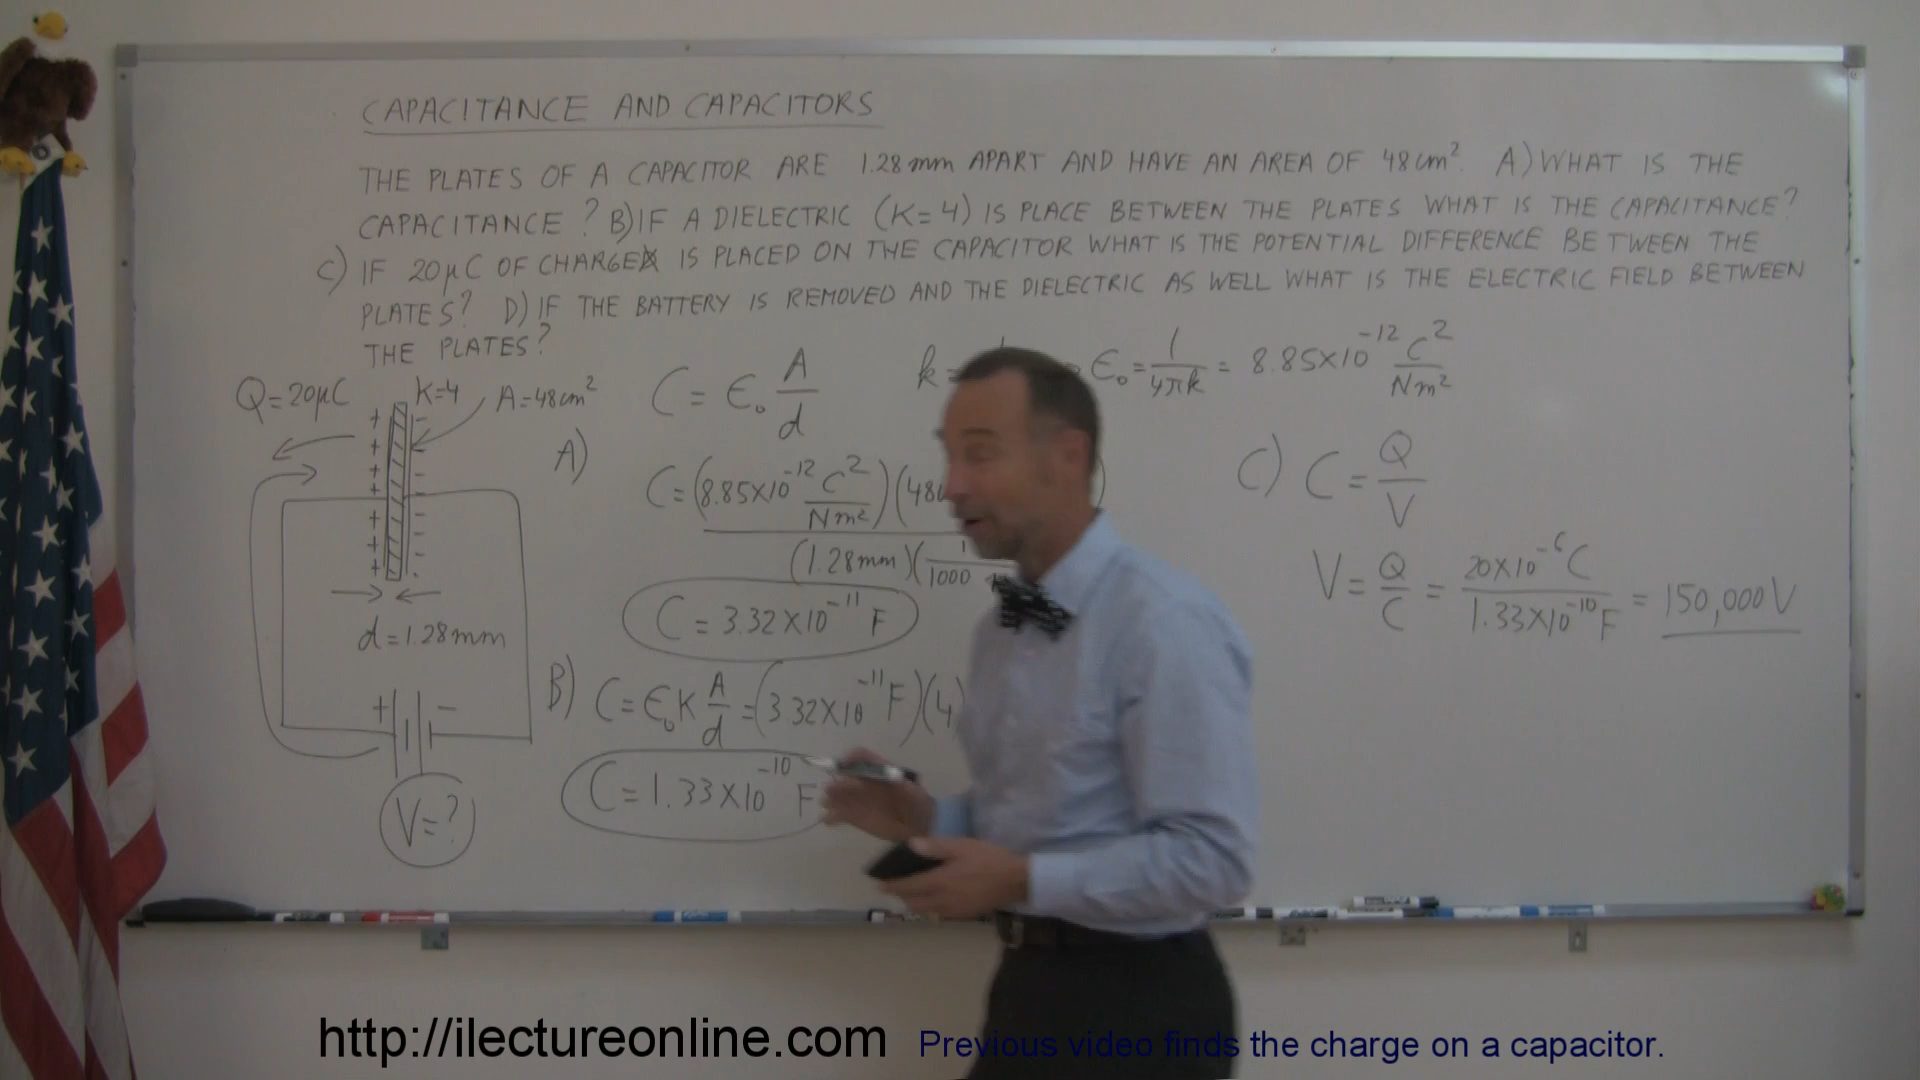 CAPACITANCE AND CAPACITORS
THE PLATES OF A CAPACITOR ARE 1.28mm APART AND HAVE AN AREA OF 48cm². A) WHAT IS THE
CAPACITANCE? B) IF A DIELECTRIC (K=4) IS PLACE BETWEEN THE PLATES WHAT IS THE CAPACITANCE?
C) IF 20μC OF CHARGE IS PLACED ON THE CAPACITOR WHAT IS THE POTENTIAL DIFFERENCE BETWEEN THE
PLATES? D) IF THE BATTERY IS REMOVED AND THE DIELECTRIC AS WELL WHAT IS THE ELECTRIC FIELD BETWEEN
THE PLATES?
Q=20μC K=4 A=48cm²
d=1.28mm
+ −
V=?
C = ε₀ A/d
k= ε₀ = 1/4πk = 8.85×10⁻¹² C²/Nm²
A)
C = (8.85×10⁻¹² C²/Nm²)(48
(1.28mm)(1/1000
C = 3.32×10⁻¹¹ F
B) C = ε₀K A/d = (3.32×10⁻¹¹ F)(4)
C = 1.33×10⁻¹⁰ F
C) C = Q/V
V = Q/C = 20×10⁻⁶ C / 1.33×10⁻¹⁰ F = 150,000V
http://ilectureonline.com Previous video finds the charge on a capacitor.